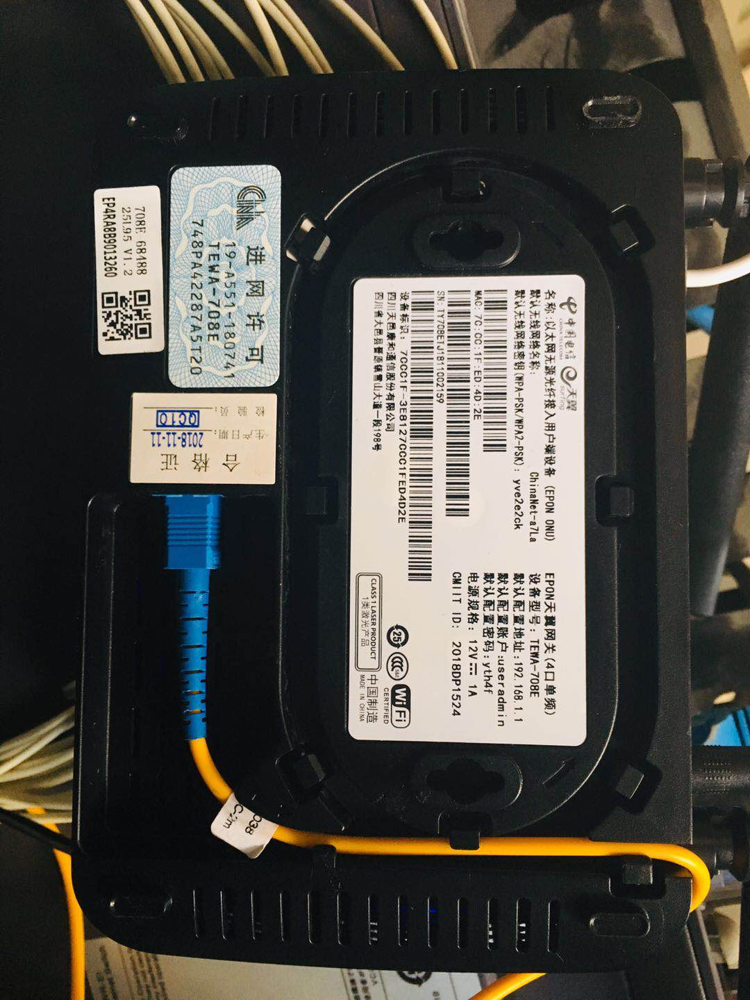 中国电信
CHINA TELECOM
天翼
surfing
名称:以太网无源光纤接入用户端设备 (EPON ONU)
默认无线网络名称: ChinaNet-a7La
默认无线网络密钥(WPA-PSK/WPA2-PSK): yve2e2ck
MAC: 7C:CC:1F:ED:4D:2E
SN: TY708ETJ1811002159
设备标识: 7CCC1F-3E8127CCC1FED4D2E
四川天邑康和通信股份有限公司
四川省大邑县晋原镇雪山大道一段198号
EPON天翼网关(4口单频)
设备型号: TEWA-708E
默认配置地址:192.168.1.1
默认配置账户:useradmin
默认配置密码:yth4f
电源规格: 12V 1A
CMIIT ID: 2018DP1524
25
CCC
S&E
WiFi
CERTIFIED
CLASS 1 LASER PRODUCT
1类激光产品
中国制造
MADE IN CHINA
进网许可
19-A551-180741
TEWA-708E
748PA42287A5T20
708E 68488
25L95 V1.2
EP4RA8B9013260
合格证
生产日期: 2018-11-11
检验员: QC10